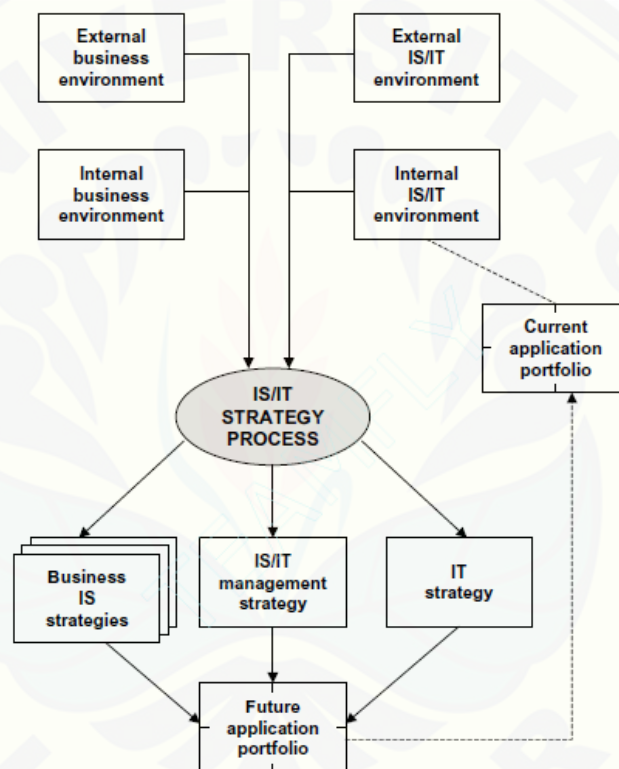 External
business
environment
External
IS/IT
environment
Internal
business
environment
Internal
IS/IT
environment
Current
application
portfolio
IS/IT
STRATEGY
PROCESS
Business
IS
strategies
IS/IT
management
strategy
IT
strategy
Future
application
portfolio
TEAMFLY